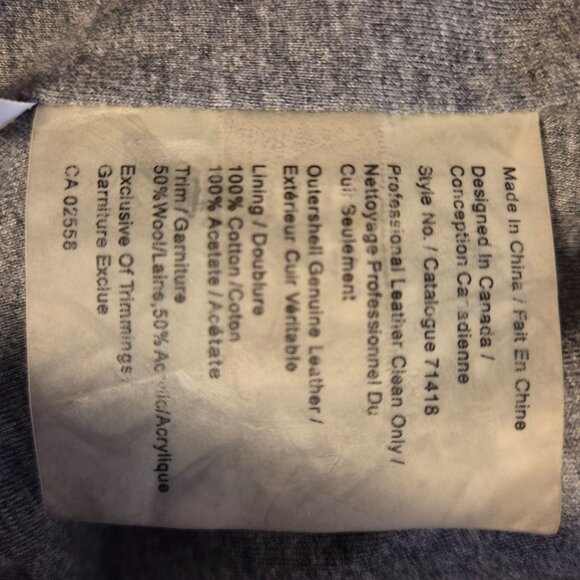 Made In China / Fait En Chine
Designed In Canada /
Conception Ca adienne
Style No. / Catalogue 71418
Professional Leather Clean Only /
Nettoyage Professionnel Du
Cuir Seulement
Outershell Genuine Leather /
Extérieur Cuir Véritable
Lining / Doublure
100% Cotton /Coton
100% Acetate / Acétate
Trim / Garniture
50%Wool/Laine,50% Acrylic/Acrylique
Exclusive Of Trimmings
Garniture Exclue
CA 02558